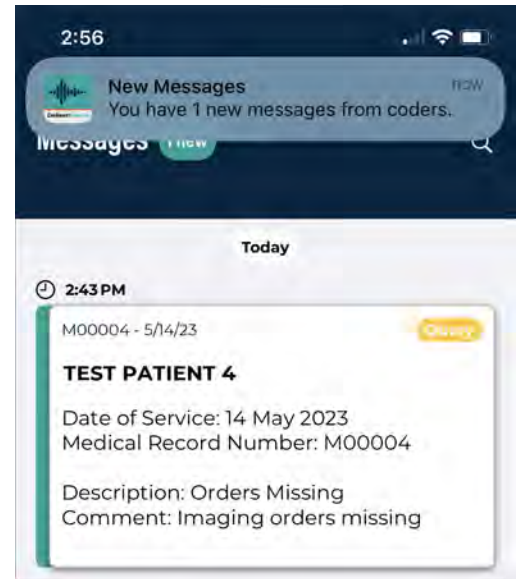 2:56
New Messages
now
You have 1 new messages from coders.
Messages 1 new
Today
2:43 PM
M00004 - 5/14/23
Query
TEST PATIENT 4
Date of Service: 14 May 2023
Medical Record Number: M00004
Description: Orders Missing
Comment: Imaging orders missing